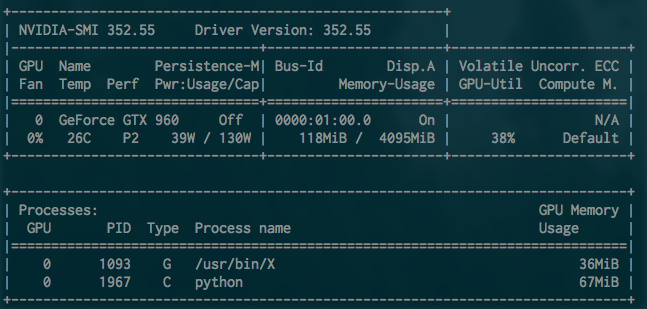 NVIDIA-SMI 352.55 Driver Version: 352.55
GPU Name Persistence-M| Bus-Id Disp.A | Volatile Uncorr. ECC
Fan Temp Perf Pwr:Usage/Cap| Memory-Usage | GPU-Util Compute M.
0 GeForce GTX 960 Off | 0000:01:00.0 On | N/A
0% 26C P2 39W / 130W | 118MiB / 4095MiB | 38% Default
Processes: GPU Memory
GPU PID Type Process name Usage
0 1093 G /usr/bin/X 36MiB
0 1967 C python 67MiB